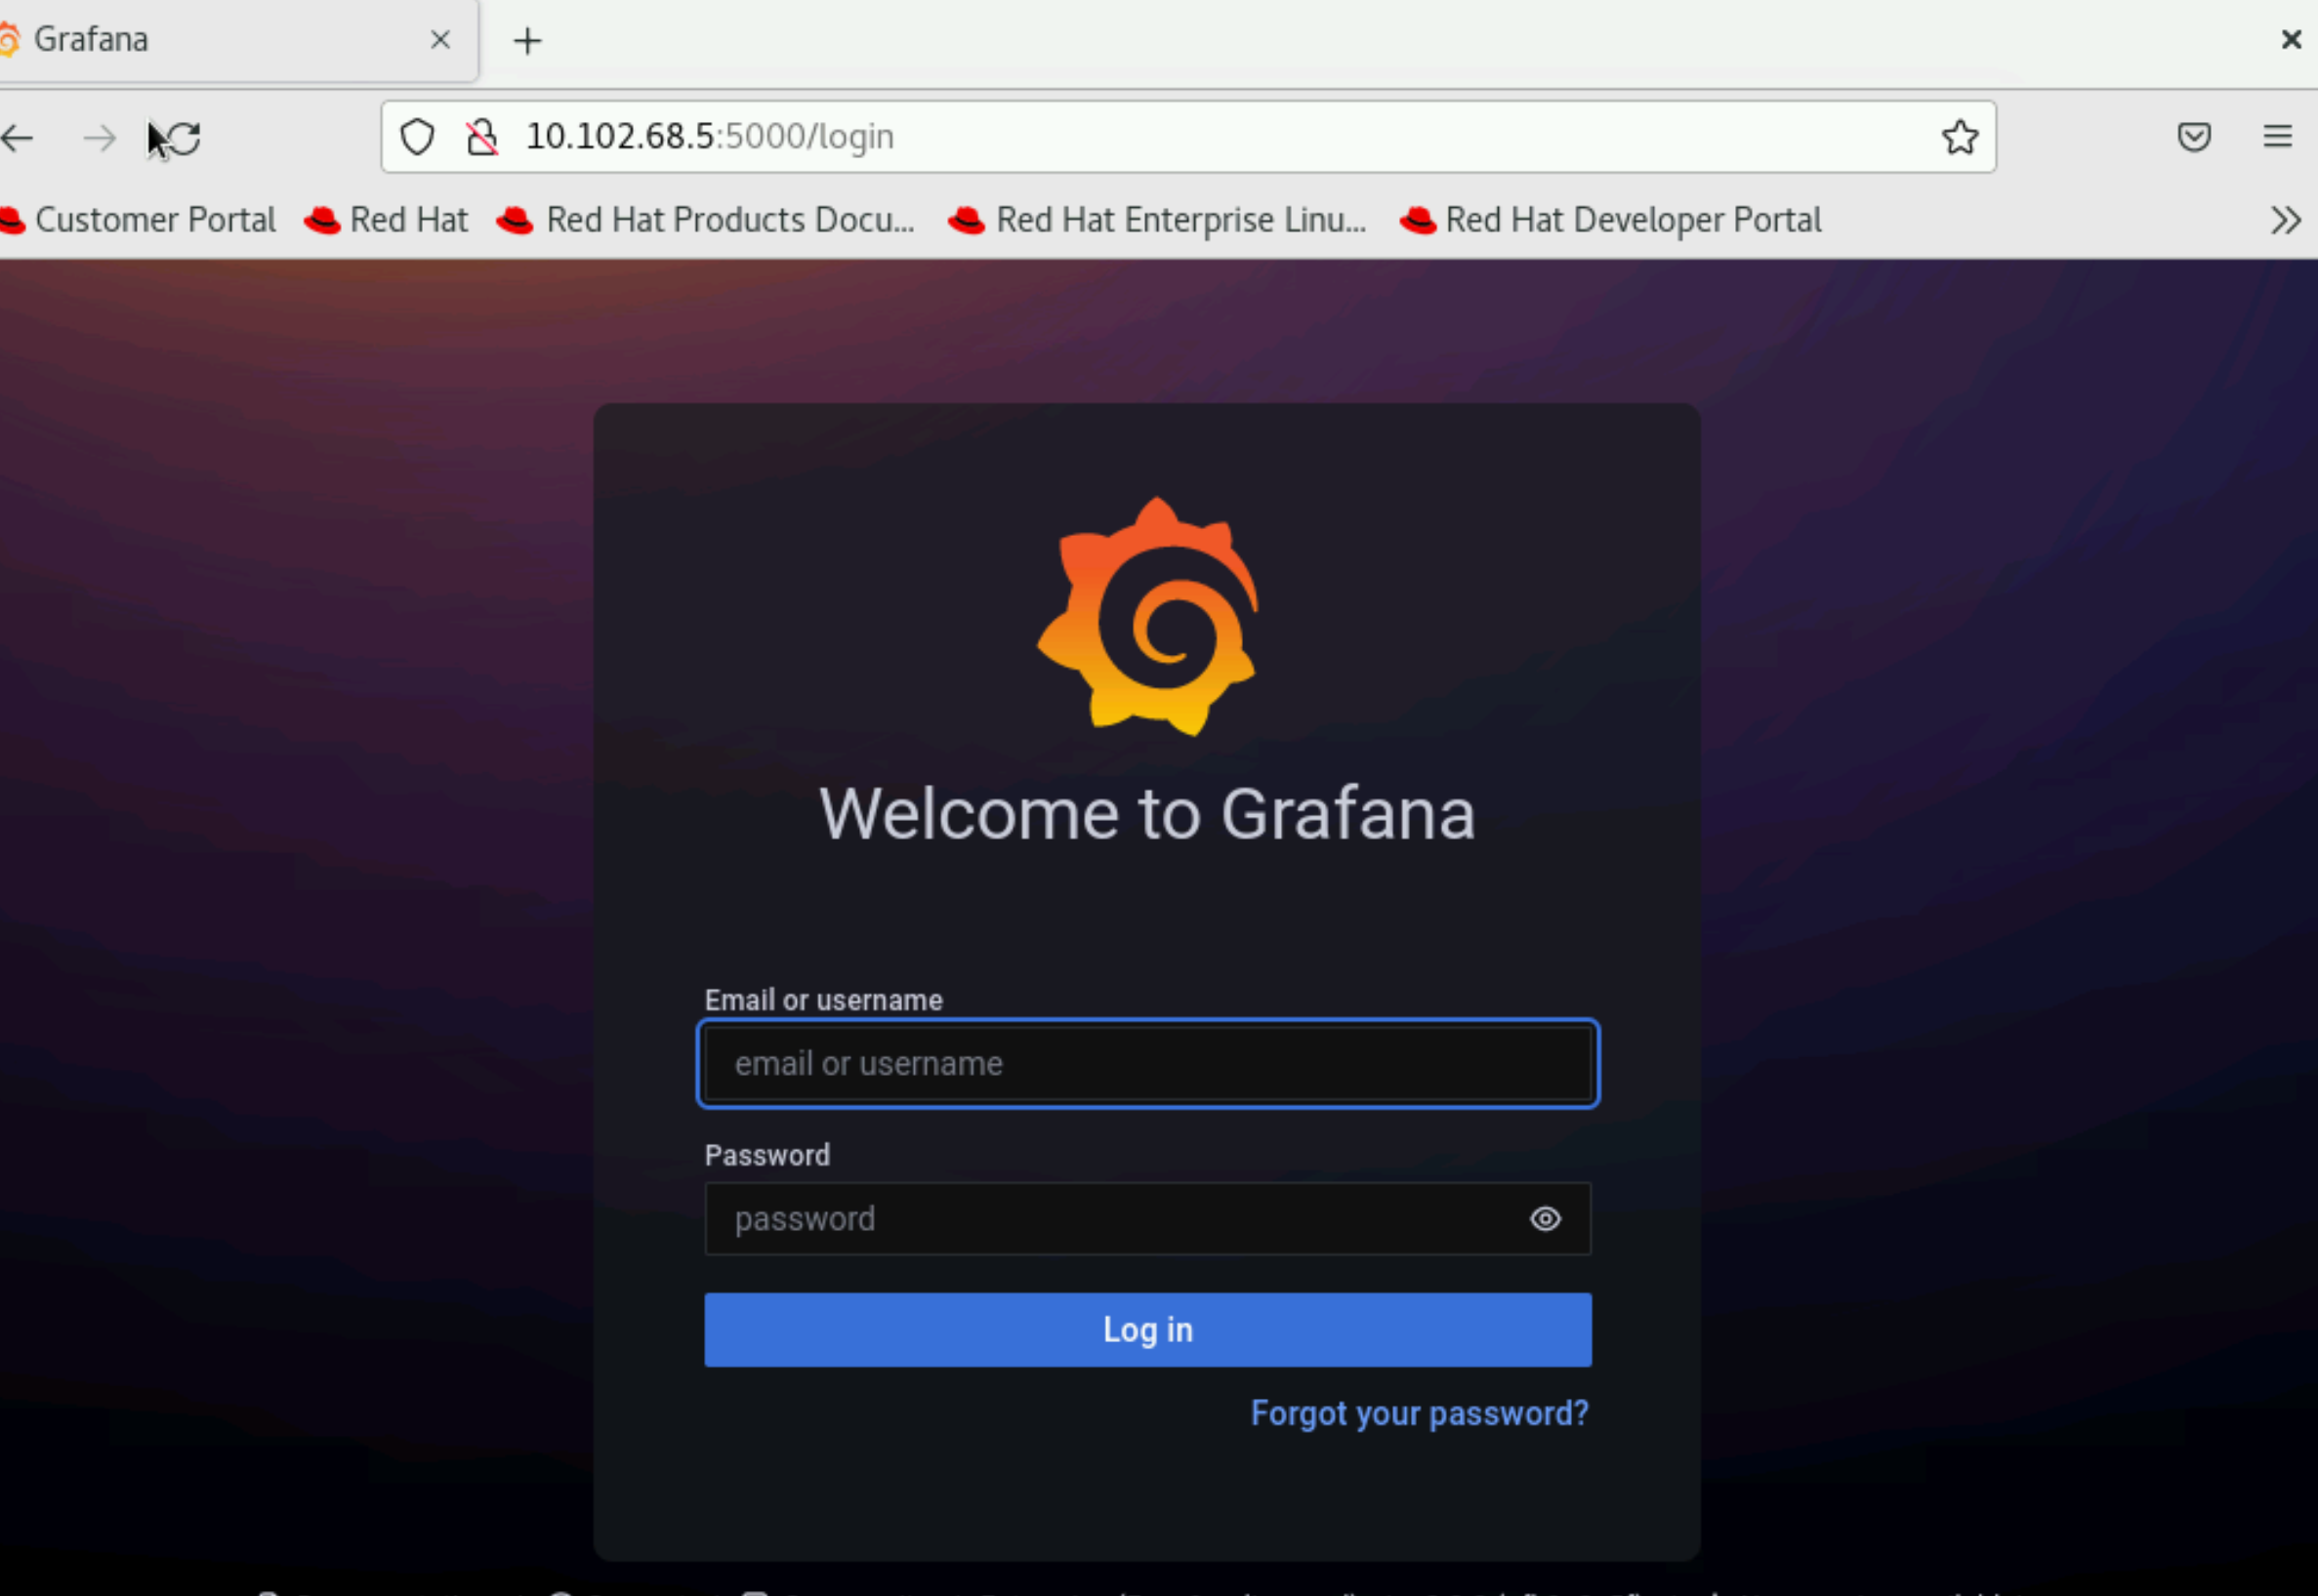 Grafana
10.102.68.5:5000/login
Customer Portal Red Hat Red Hat Products Docu... Red Hat Enterprise Linu... Red Hat Developer Portal
Welcome to Grafana
Email or username
email or username
Password
password
Log in
Forgot your password?